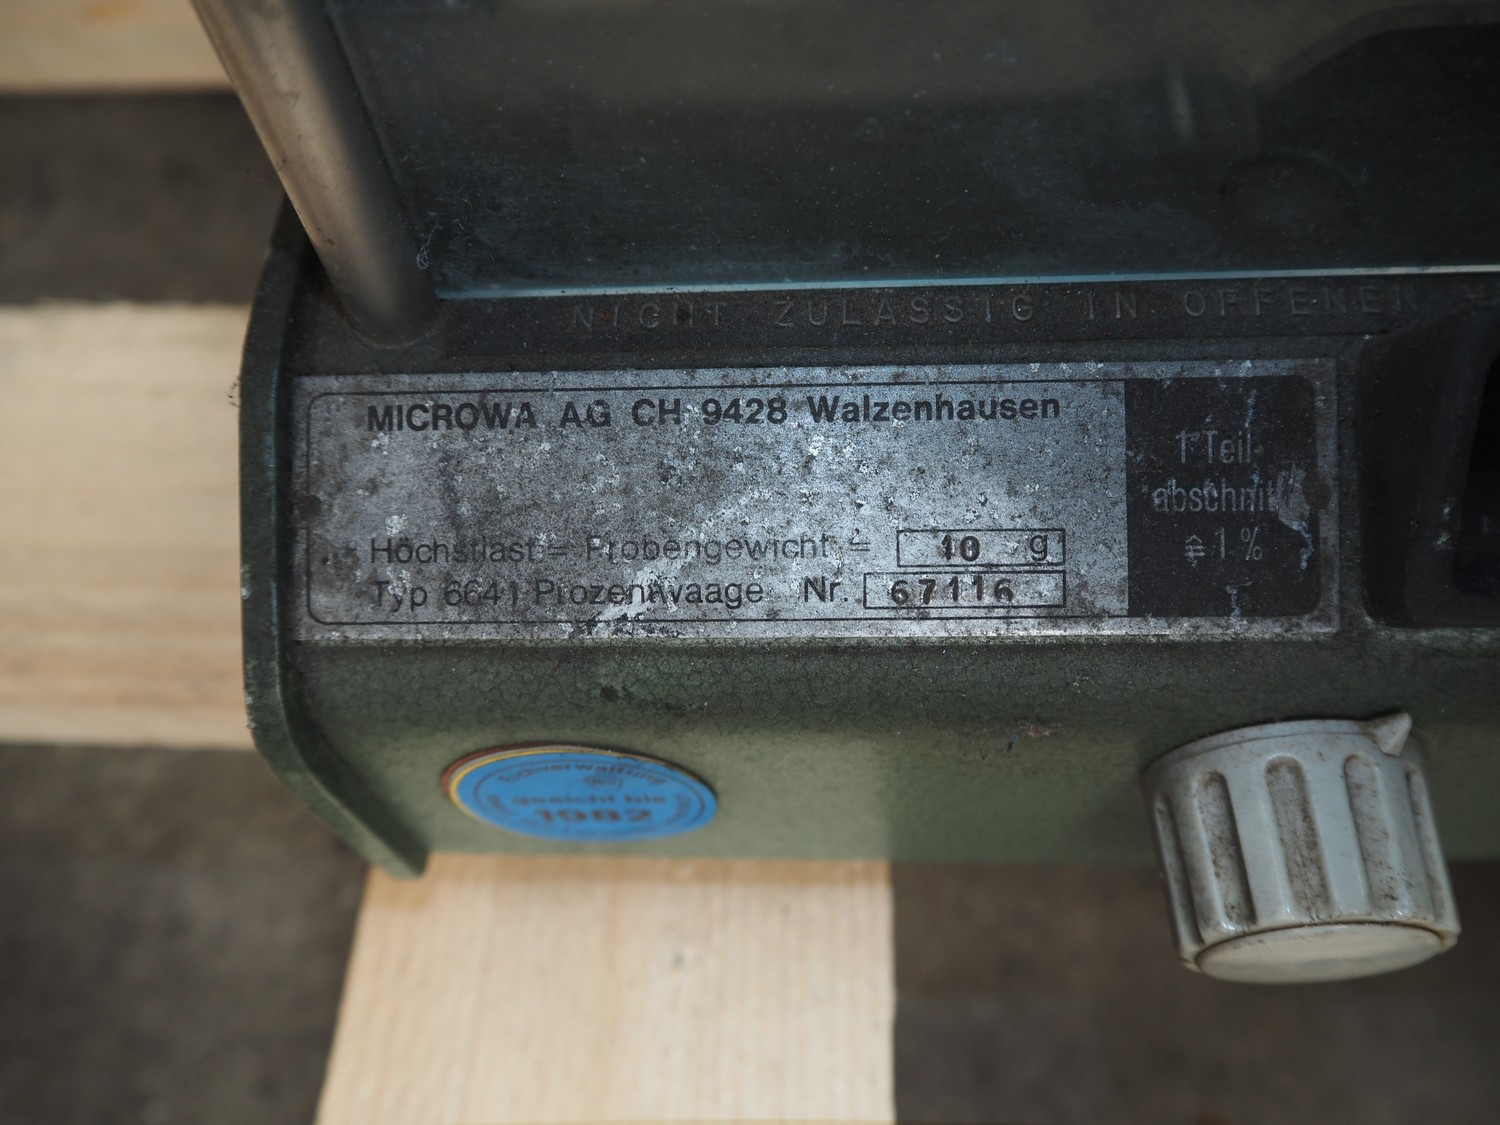 NICHT ZULÄSSIG IN OFFENEN
MICROWA AG CH 9428 Walzenhausen
Höchstlast = Probengewicht = 10 g
Typ 6641 Prozentwaage Nr. 67116
1 Teil-
abschnitt
≙ 1 %
Eichverwaltung
geeicht bis
1982